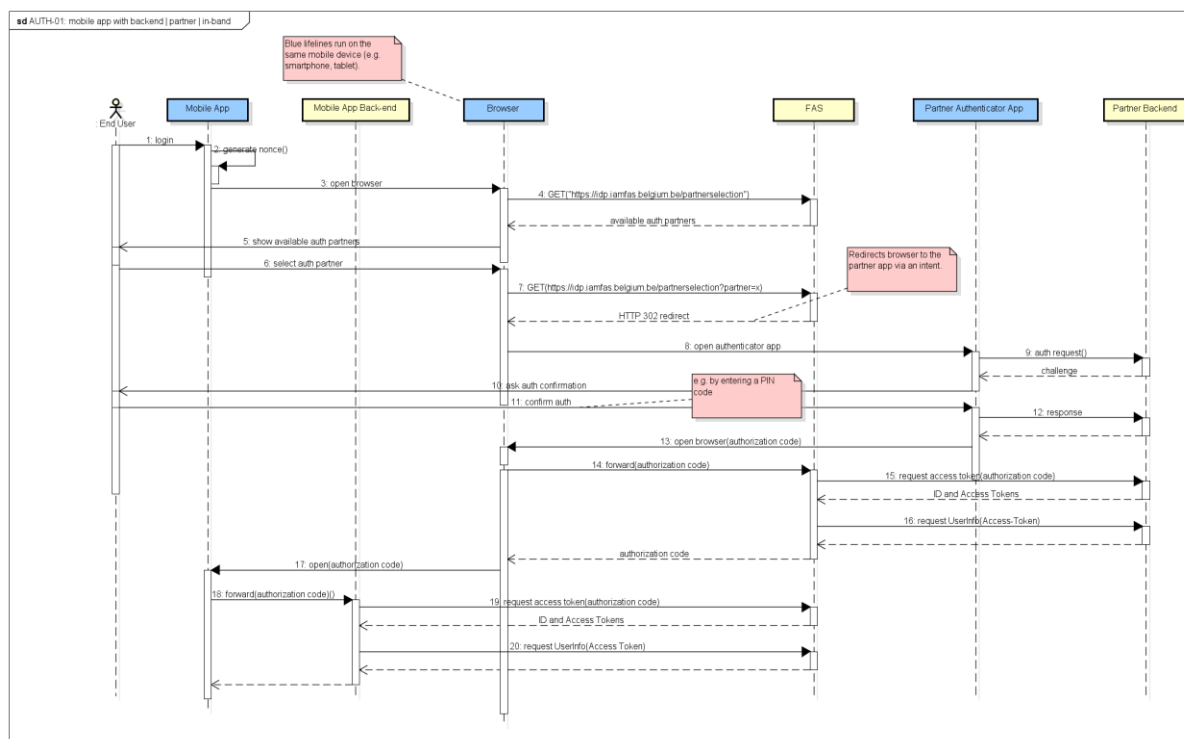 sd AUTH-01: mobile app with backend | partner | in-band
Blue lifelines run on the
same mobile device (e.g.
smartphone, tablet).
: End User
Mobile App
Mobile App Back-end
Browser
FAS
Partner Authenticator App
Partner Backend
1: login
2: generate nonce()
3: open browser
4: GET("https://idp.iamfas.belgium.be/partnerselection")
available auth partners
5: show available auth partners
6: select auth partner
Redirects browser to the
partner app via an intent.
7: GET(https://idp.iamfas.belgium.be/partnerselection?partner=x)
HTTP 302 redirect
8: open authenticator app
9: auth request()
challenge
10: ask auth confirmation
e.g. by entering a PIN
code
11: confirm auth
12: response
13: open browser(authorization code)
14: forward(authorization code)
15: request access token(authorization code)
ID and Access Tokens
16: request UserInfo(Access-Token)
authorization code
17: open(authorization code)
18: forward(authorization code)()
19: request access token(authorization code)
ID and Access Tokens
20: request UserInfo(Access Token)